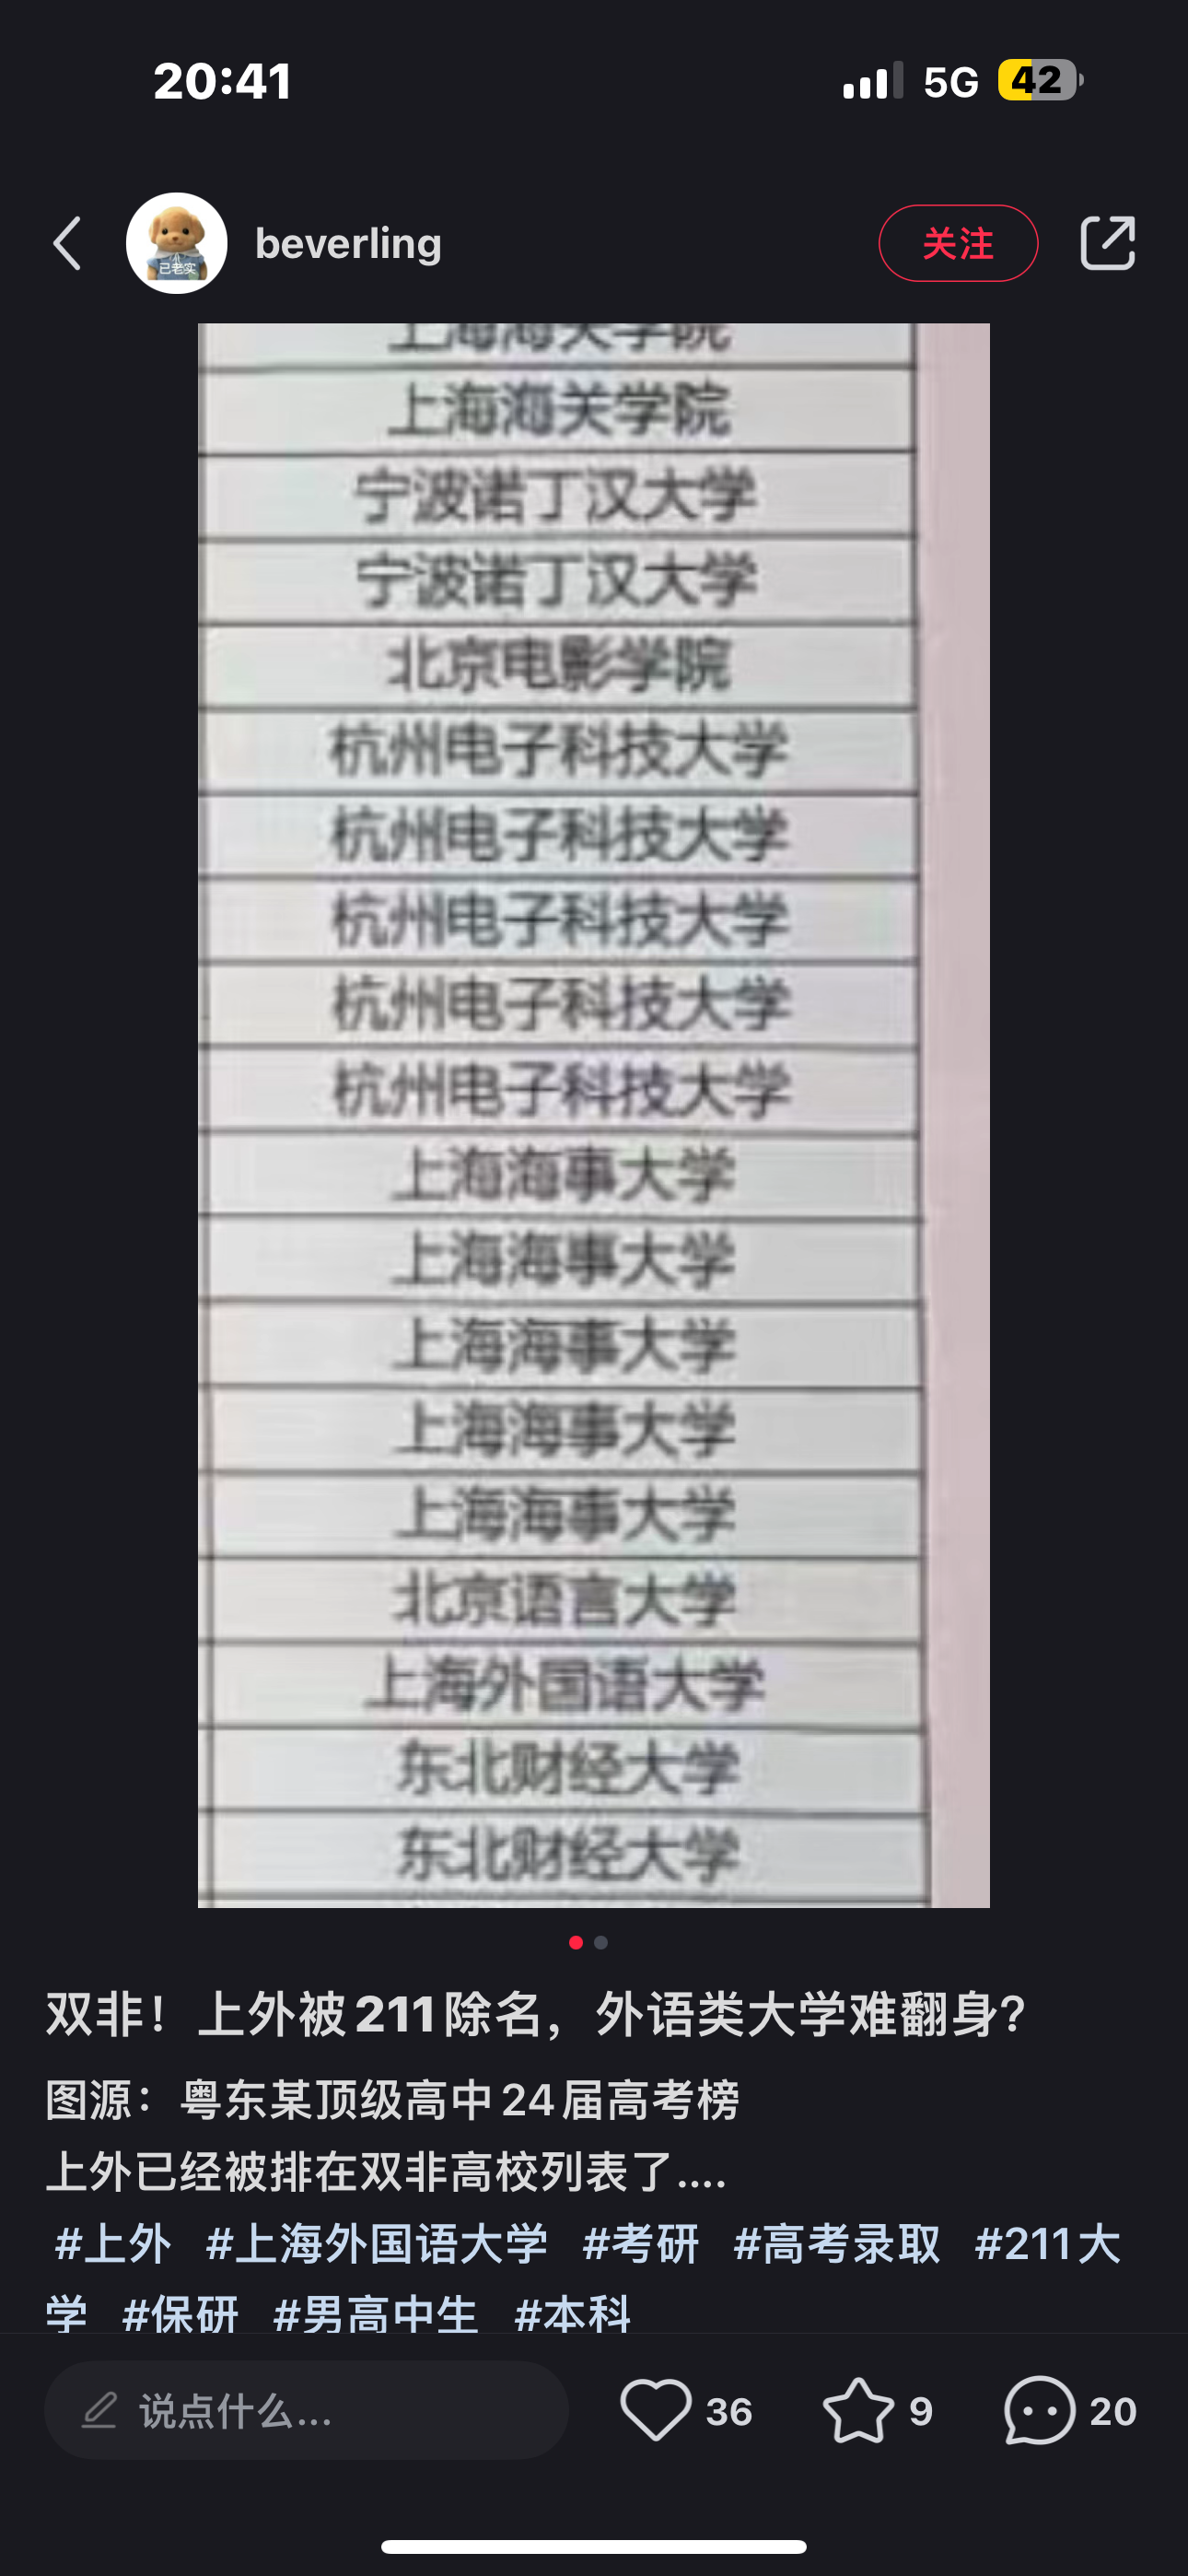 20:41
5G
42
已老实
beverling
关注
上海海关学院
上海海关学院
宁波诺丁汉大学
宁波诺丁汉大学
北京电影学院
杭州电子科技大学
杭州电子科技大学
杭州电子科技大学
杭州电子科技大学
杭州电子科技大学
上海海事大学
上海海事大学
上海海事大学
上海海事大学
上海海事大学
北京语言大学
上海外国语大学
东北财经大学
东北财经大学
双非！上外被211除名，外语类大学难翻身？
图源：粤东某顶级高中24届高考榜
上外已经被排在双非高校列表了....
#上外 #上海外国语大学 #考研 #高考录取 #211大
学 #保研 #男高中生 #本科
说点什么...
36
9
20